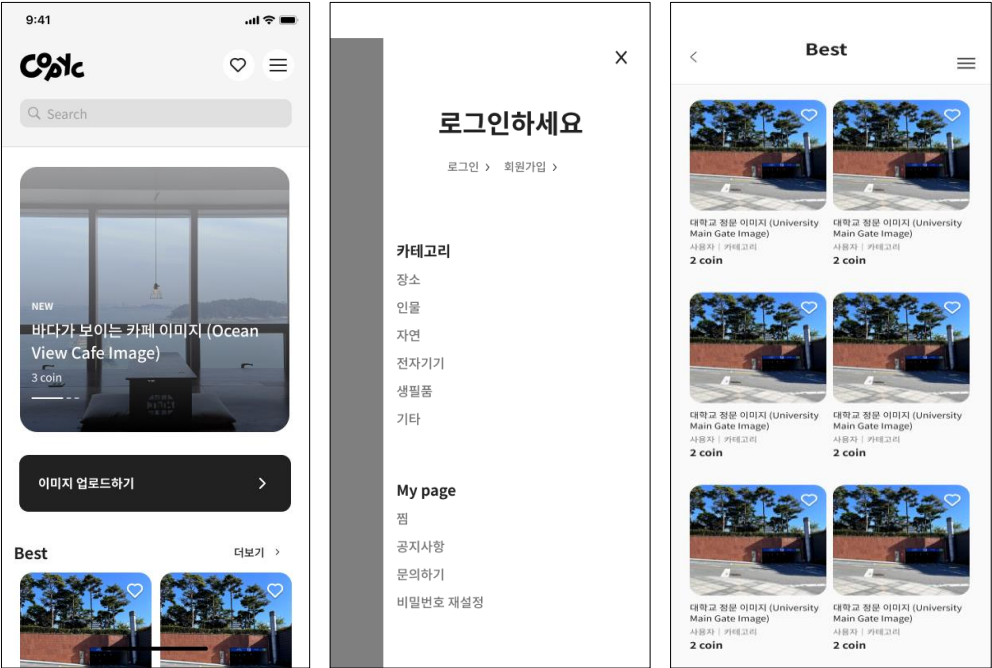 9:41
Copyc
Search
NEW
바다가 보이는 카페 이미지 (Ocean
View Cafe Image)
3 coin
이미지 업로드하기
Best
더보기 >
X
로그인하세요
로그인 > 회원가입 >
카테고리
장소
인물
자연
전자기기
생필품
기타
My page
찜
공지사항
문의하기
비밀번호 재설정
<
Best
대학교 정문 이미지 (University
Main Gate Image)
사용자 | 카테고리
2 coin
대학교 정문 이미지 (University
Main Gate Image)
사용자 | 카테고리
2 coin
대학교 정문 이미지 (University
Main Gate Image)
사용자 | 카테고리
2 coin
대학교 정문 이미지 (University
Main Gate Image)
사용자 | 카테고리
2 coin
대학교 정문 이미지 (University
Main Gate Image)
사용자 | 카테고리
2 coin
대학교 정문 이미지 (University
Main Gate Image)
사용자 | 카테고리
2 coin